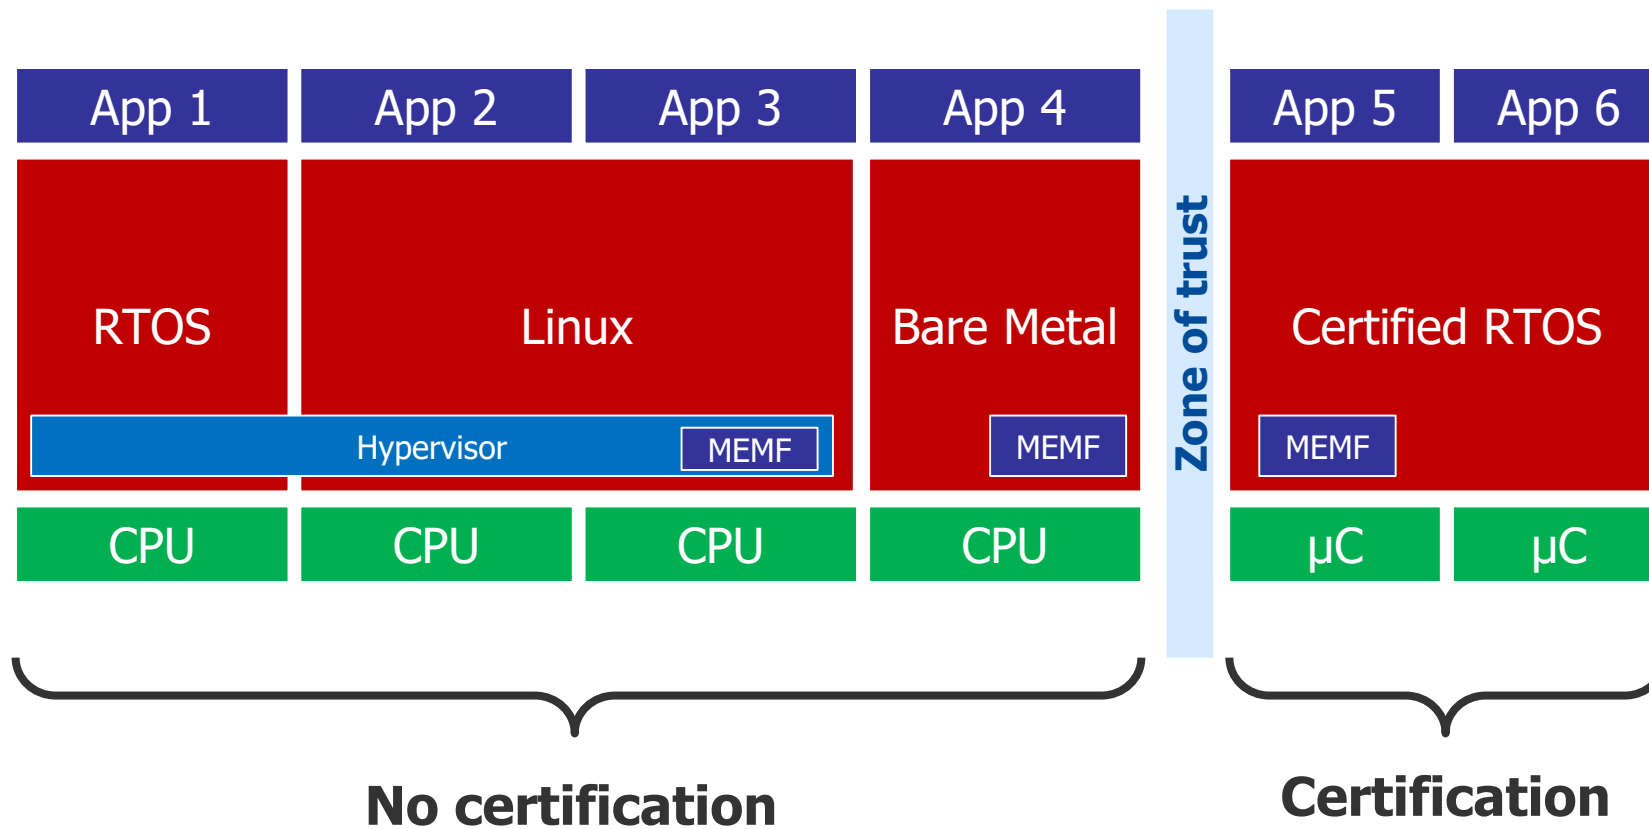 App 1
App 2
App 3
App 4
App 5
App 6
RTOS
Linux
Bare Metal
Zone of trust
Certified RTOS
Hypervisor
MEMF
MEMF
MEMF
CPU
CPU
CPU
CPU
µC
µC
No certification
Certification